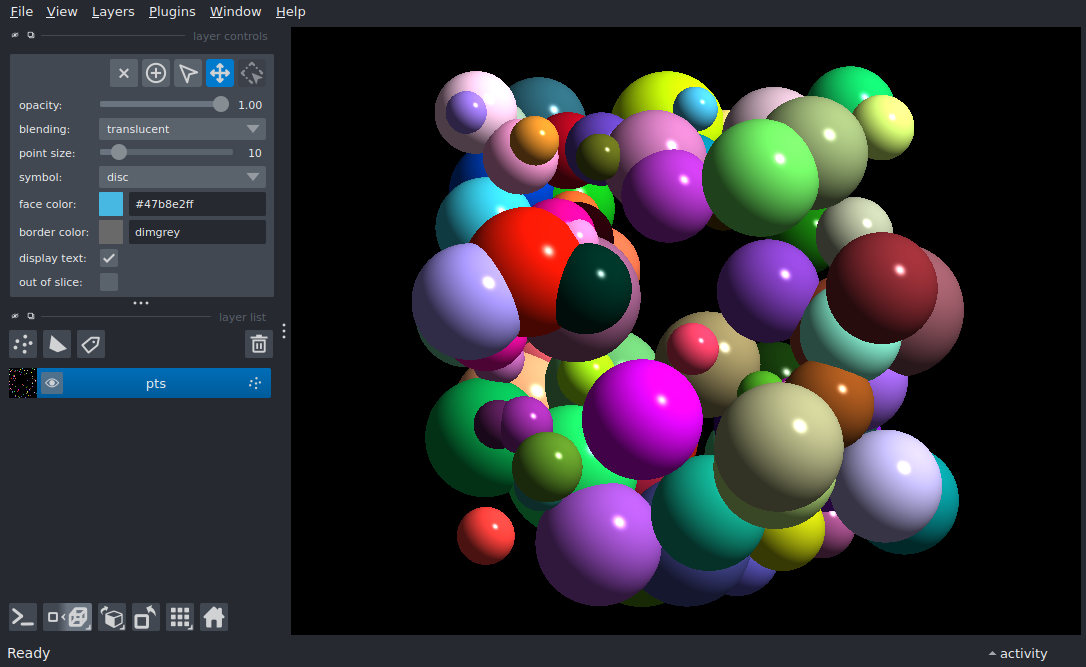 File View Layers Plugins Window Help
layer controls
opacity: 1.00
blending: translucent
point size: 10
symbol: disc
face color: #47b8e2ff
border color: dimgrey
display text:
out of slice:
layer list
pts
Ready
activity